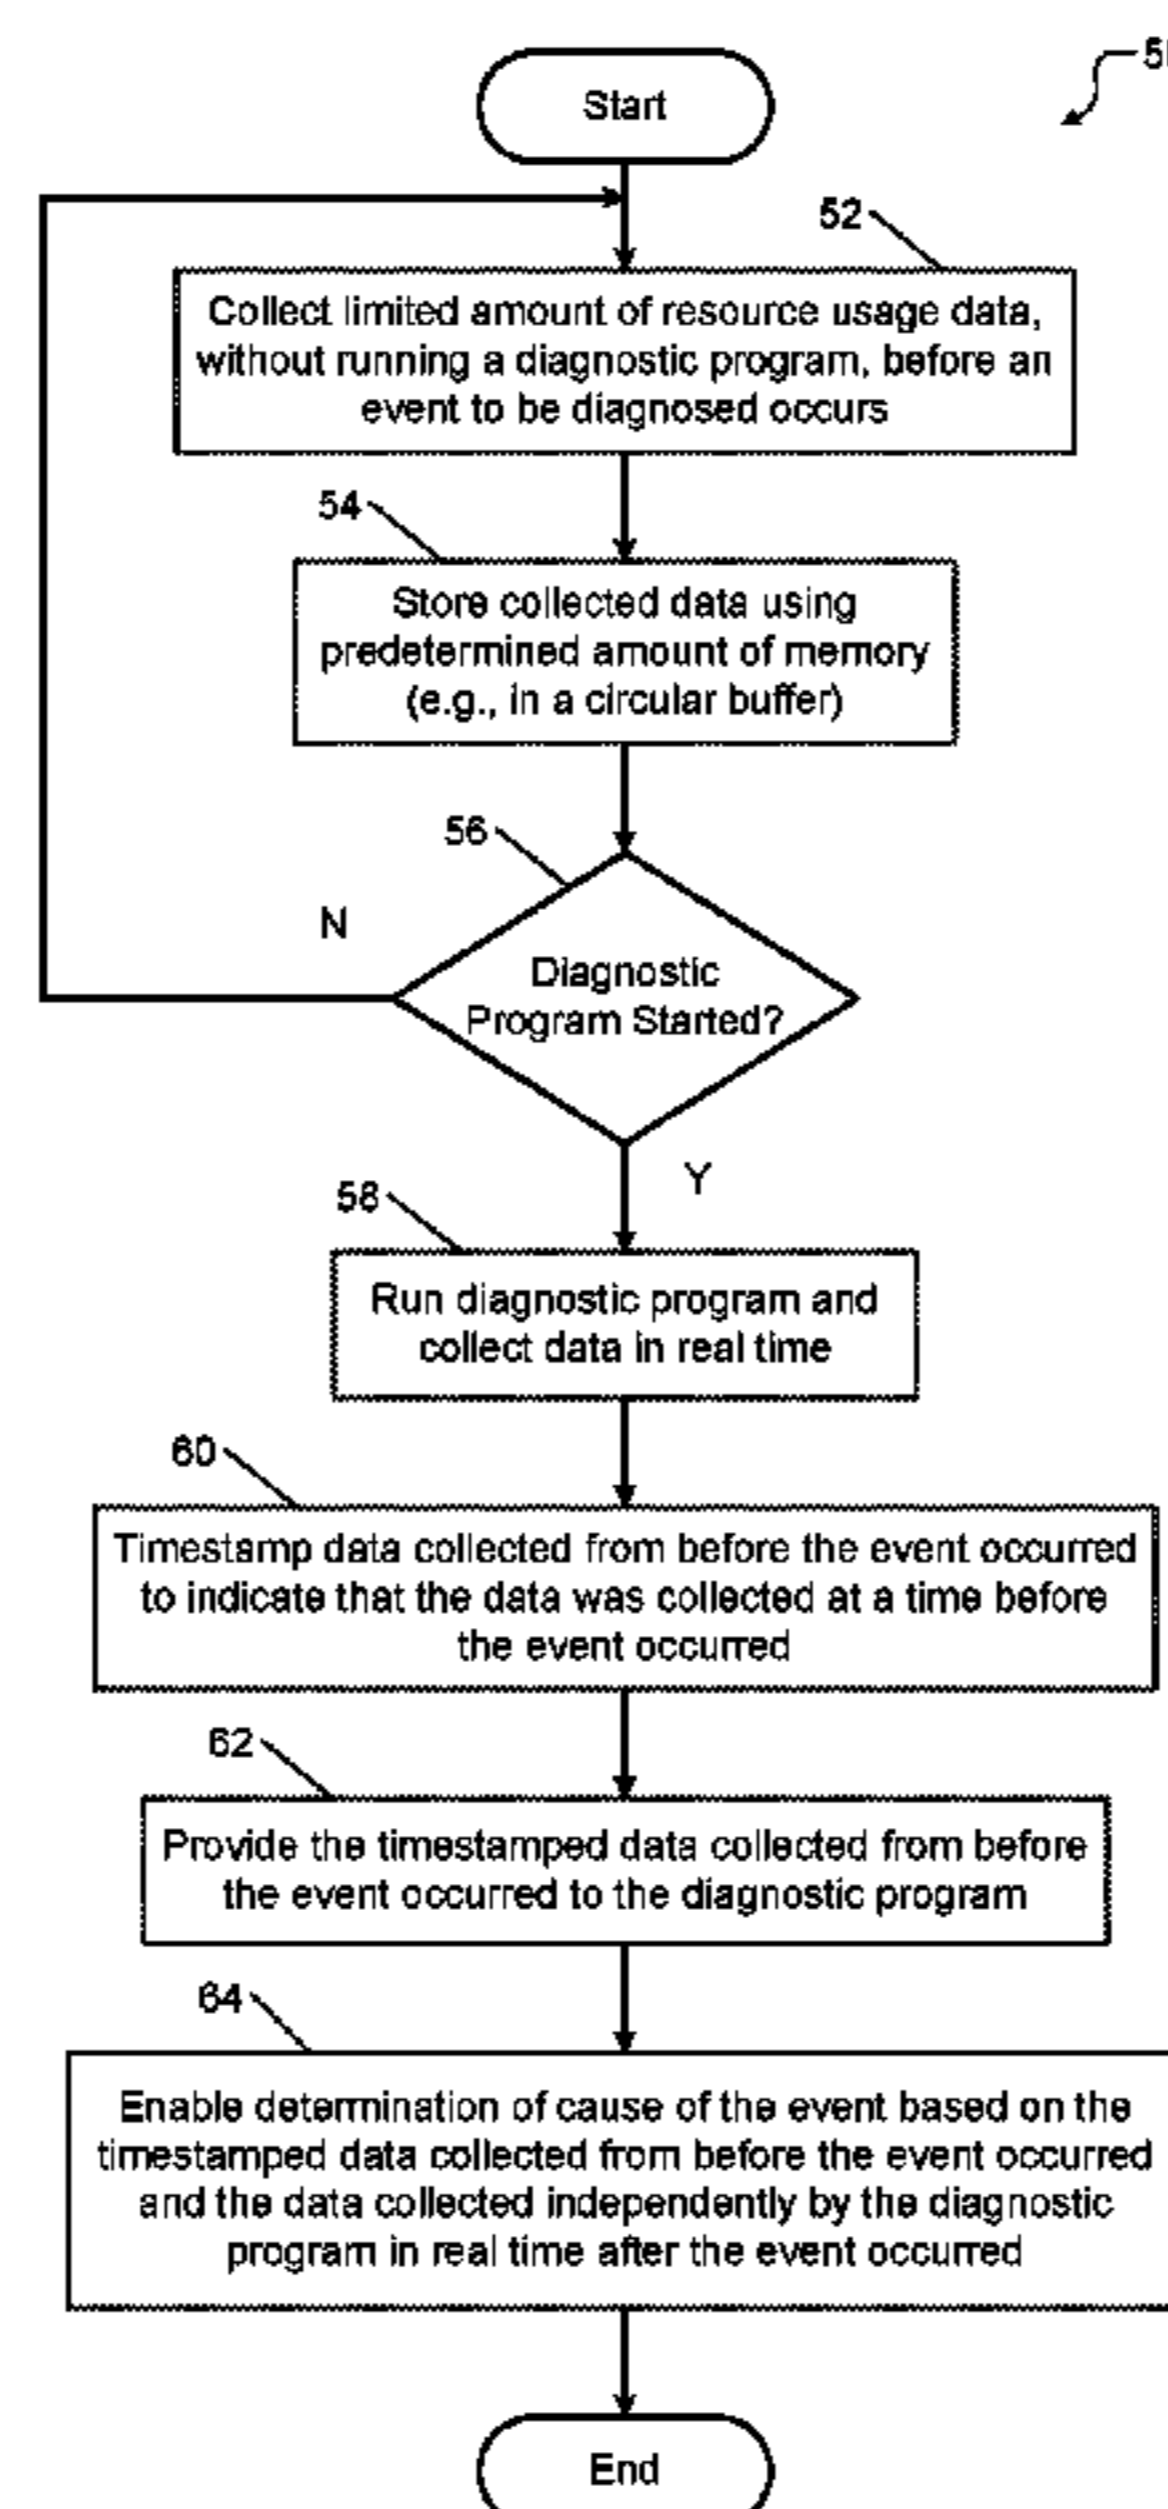 Start
52
Collect limited amount of resource usage data,
without running a diagnostic program, before an
event to be diagnosed occurs
54
Store collected data using
predetermined amount of memory
(e.g., in a circular buffer)
56
N
Diagnostic
Program Started?
Y
58
Run diagnostic program and
collect data in real time
60
Timestamp data collected from before the event occurred
to indicate that the data was collected at a time before
the event occurred
62
Provide the timestamped data collected from before
the event occurred to the diagnostic program
64
Enable determination of cause of the event based on the
timestamped data collected from before the event occurred
and the data collected independently by the diagnostic
program in real time after the event occurred
End